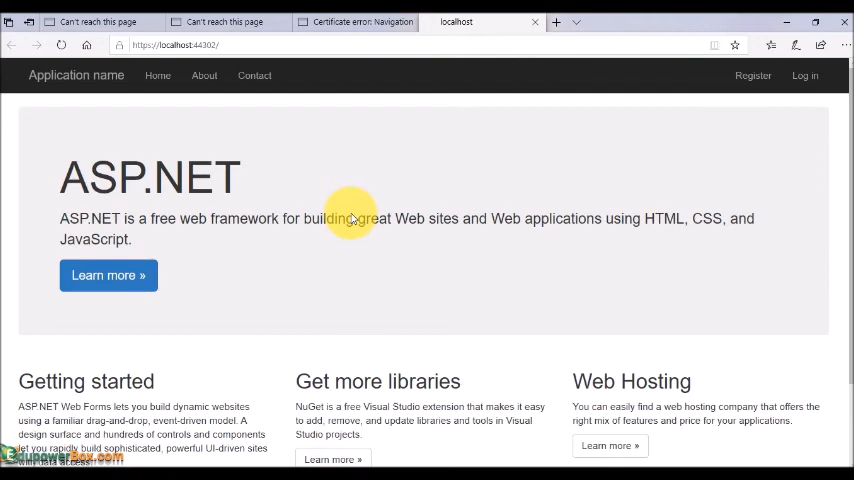 Can't reach this page
Can't reach this page
Certificate error: Navigation
localhost
https://localhost:44302/
Application name
Home
About
Contact
Register
Log in
ASP.NET
ASP.NET is a free web framework for building great Web sites and Web applications using HTML, CSS, and
JavaScript.
Learn more »
Getting started
ASP.NET Web Forms lets you build dynamic websites
using a familiar drag-and-drop, event-driven model. A
design surface and hundreds of controls and components
let you rapidly build sophisticated, powerful UI-driven sites
with data access.
Get more libraries
NuGet is a free Visual Studio extension that makes it easy
to add, remove, and update libraries and tools in Visual
Studio projects.
Learn more »
Web Hosting
You can easily find a web hosting company that offers the
right mix of features and price for your applications.
Learn more »
EdupowerBox.com